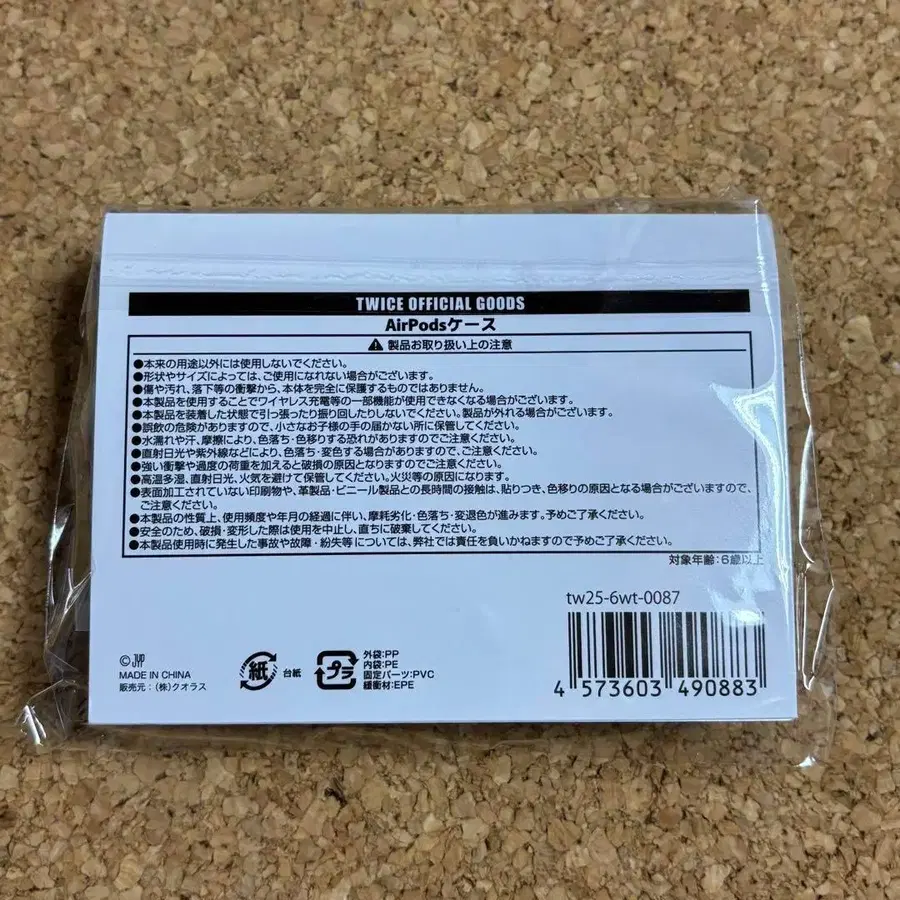 TWICE OFFICIAL GOODS
AirPodsケース
⚠ 製品お取り扱い上の注意
●本来の用途以外には使用しないでください。
●形状やサイズによっては、ご使用になれない場合がございます。
●傷や汚れ、落下等の衝撃から、本体を完全に保護するものではありません。
●本製品を使用することでワイヤレス充電等の一部機能が使用できなくなる場合がございます。
●本製品を装着した状態で引っ張ったり振り回したりしないでください。製品が外れる場合がございます。
●誤飲の危険がありますので、小さなお子様の手の届かない所に保管してください。
●水濡れや汗、摩擦により、色落ち・色移りする恐れがありますのでご注意ください。
●直射日光や紫外線などにより、色落ち・変色する場合がありますので、ご注意ください。
●強い衝撃や過度の荷重を加えると破損の原因となりますのでご注意ください。
●高温多湿、直射日光、火気を避けて保管してください。火災等の原因になります。
●表面加工されていない印刷物や、革製品・ビニール製品との長時間の接触は、貼りつき、色移りの原因となる場合がございますので、
ご注意ください。
●本製品の性質上、使用頻度や年月の経過に伴い、摩耗劣化・色落ち・変退色が進みます。予めご了承ください。
●安全のため、破損・変形した際は使用を中止し、直ちに破棄してください。
●本製品使用時に発生した事故や故障・紛失等については、弊社では責任を負いかねますので予めご了承ください。
対象年齢:6歳以上
tw25-6wt-0087
©JYP
MADE IN CHINA
販売元:(株)クオラス
紙 台紙
プラ
外袋:PP
内袋:PE
固定パーツ:PVC
緩衝材:EPE
4 573603 490883